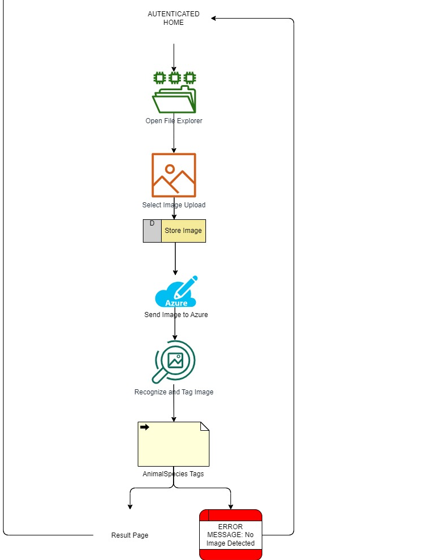 AUTENTICATED
HOME
Open File Explorer
Select Image Upload
D
Store Image
Azure
Send Image to Azure
Recognize and Tag Image
AnimalSpecies Tags
Result Page
ERROR
MESSAGE: No
Image Detected